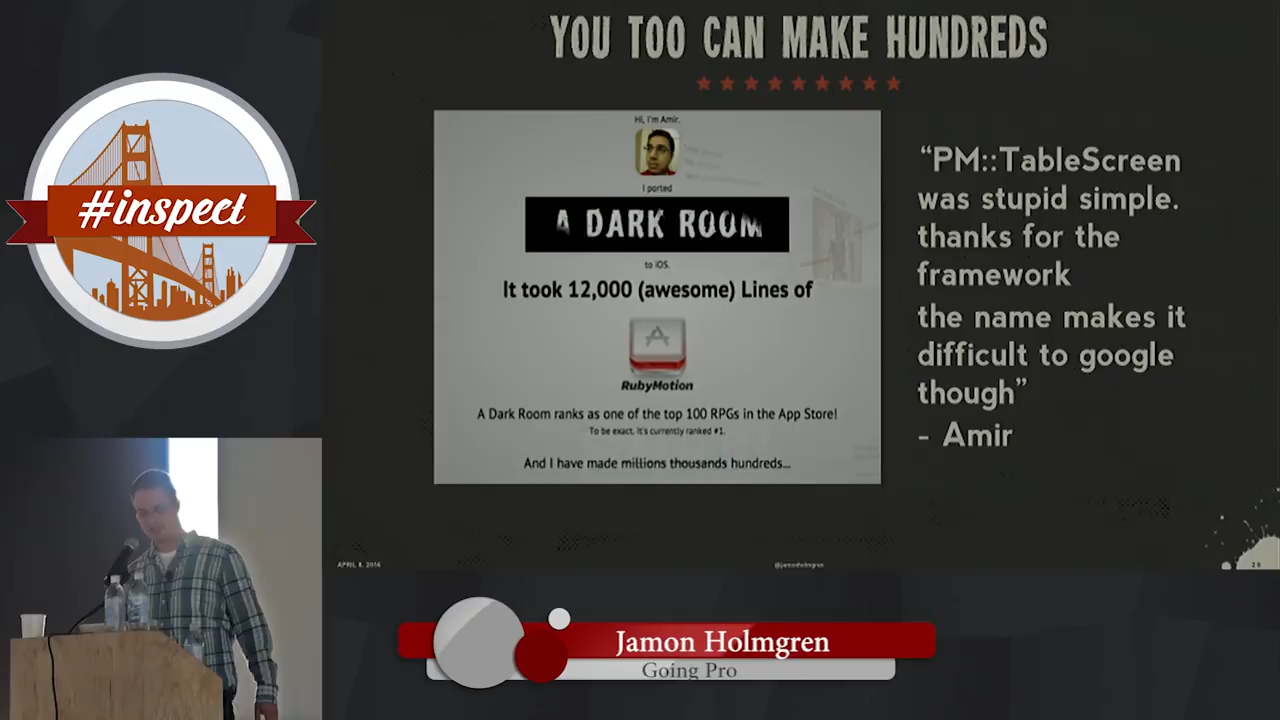 YOU TOO CAN MAKE HUNDREDS
#inspect
Hi, I'm Amir.
I ported
A DARK ROOM
to iOS.
It took 12,000 (awesome) Lines of
RubyMotion
A Dark Room ranks as one of the top 100 RPGs in the App Store!
To be exact, it's currently ranked #1.
And I have made millions thousands hundreds...
“PM::TableScreen
was stupid simple.
thanks for the
framework
the name makes it
difficult to google
though”
- Amir
APRIL 8, 2014
@jamonholmgren
Jamon Holmgren
Going Pro